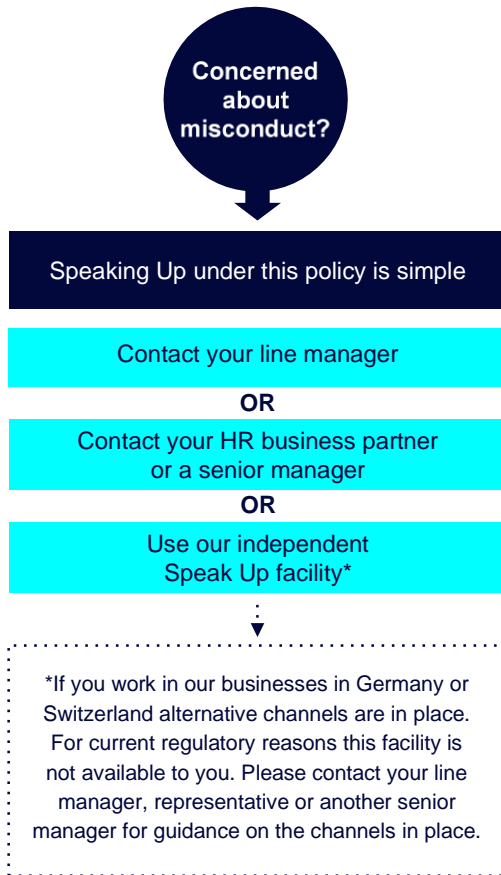 Concerned
about
misconduct?
Speaking Up under this policy is simple
Contact your line manager
OR
Contact your HR business partner
or a senior manager
OR
Use our independent
Speak Up facility*
*If you work in our businesses in Germany or
Switzerland alternative channels are in place.
For current regulatory reasons this facility is
not available to you. Please contact your line
manager, representative or another senior
manager for guidance on the channels in place.